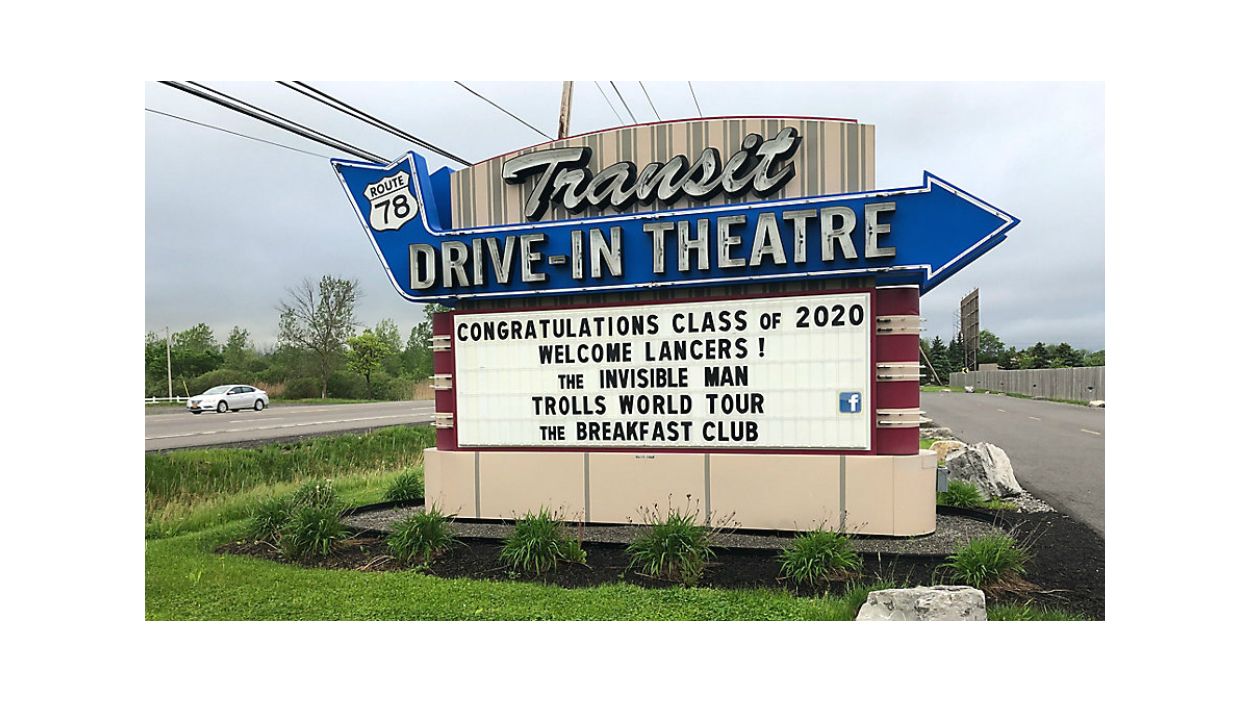 Transit
ROUTE
78
DRIVE-IN THEATRE
CONGRATULATIONS CLASS OF 2020
WELCOME LANCERS!
THE INVISIBLE MAN
TROLLS WORLD TOUR
f
THE BREAKFAST CLUB